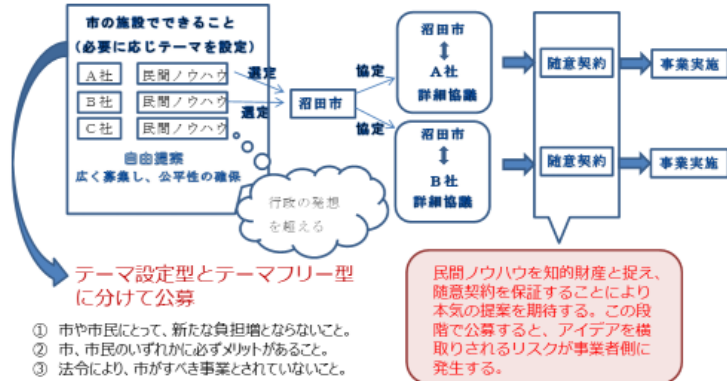 市の施設でできること
（必要に応じテーマを設定）
A社 民間ノウハウ
B社 民間ノウハウ
C社 民間ノウハウ
自由提案
広く募集し、公平性の確保
選定
選定
沼田市
行政の発想
を超える
協定
協定
沼田市
A社
詳細協議
沼田市
B社
詳細協議
随意契約
事業実施
随意契約
事業実施
テーマ設定型とテーマフリー型
に分けて公募
① 市や市民にとって、新たな負担増とならないこと。
② 市、市民のいずれかに必ずメリットがあること。
③ 法令により、市がすべき事業とされていないこと。
民間ノウハウを知的財産と捉え、
随意契約を保証することにより
本気の提案を期待する。この段
階で公募すると、アイデアを横
取りされるリスクが事業者側に
発生する。